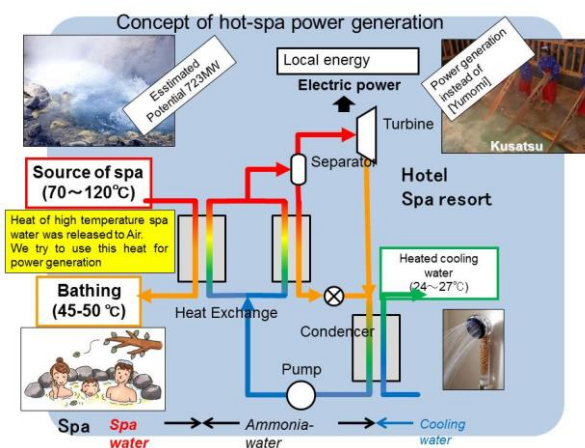 Concept of hot-spa power generation
Esstimated
Potential 723MW
Local energy
Electric power
Power generation
instead of
[Yumomi]
Kusatsu
Turbine
Separator
Hotel
Spa resort
Source of spa
(70～120℃)
Heat of high temperature spa
water was released to Air.
We try to use this heat for
power generation
Bathing
(45-50 ℃)
Heat Exchange
Heated cooling
water
(24～27℃)
Condencer
Pump
Spa
Spa
water
Ammonia-
water
Cooling
water